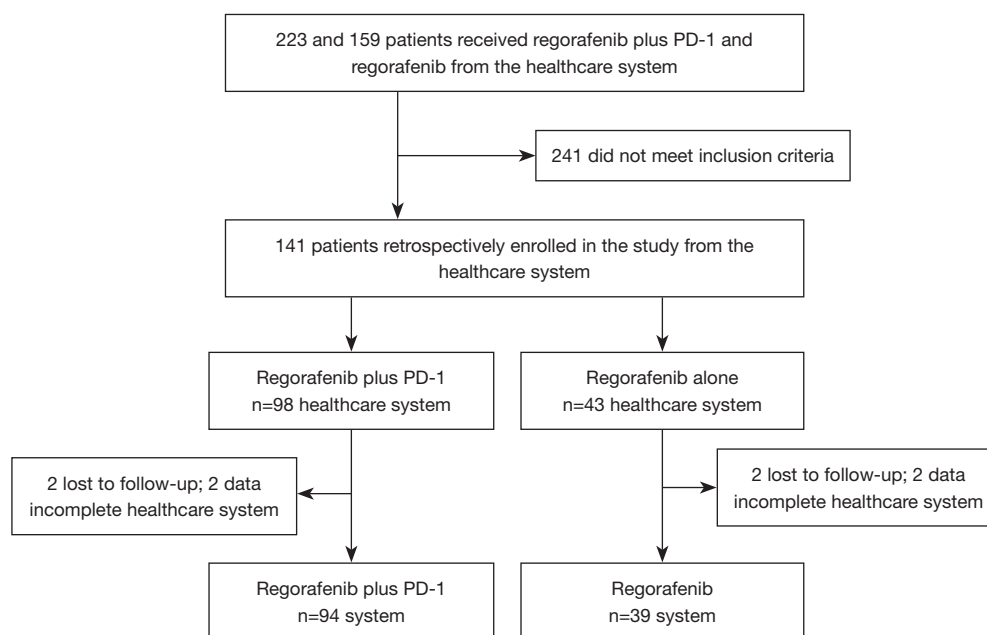 223 and 159 patients received regorafenib plus PD-1 and
regorafenib from the healthcare system
241 did not meet inclusion criteria
141 patients retrospectively enrolled in the study from the
healthcare system
Regorafenib plus PD-1
n=98 healthcare system
Regorafenib alone
n=43 healthcare system
2 lost to follow-up; 2 data
incomplete healthcare system
2 lost to follow-up; 2 data
incomplete healthcare system
Regorafenib plus PD-1
n=94 system
Regorafenib
n=39 system